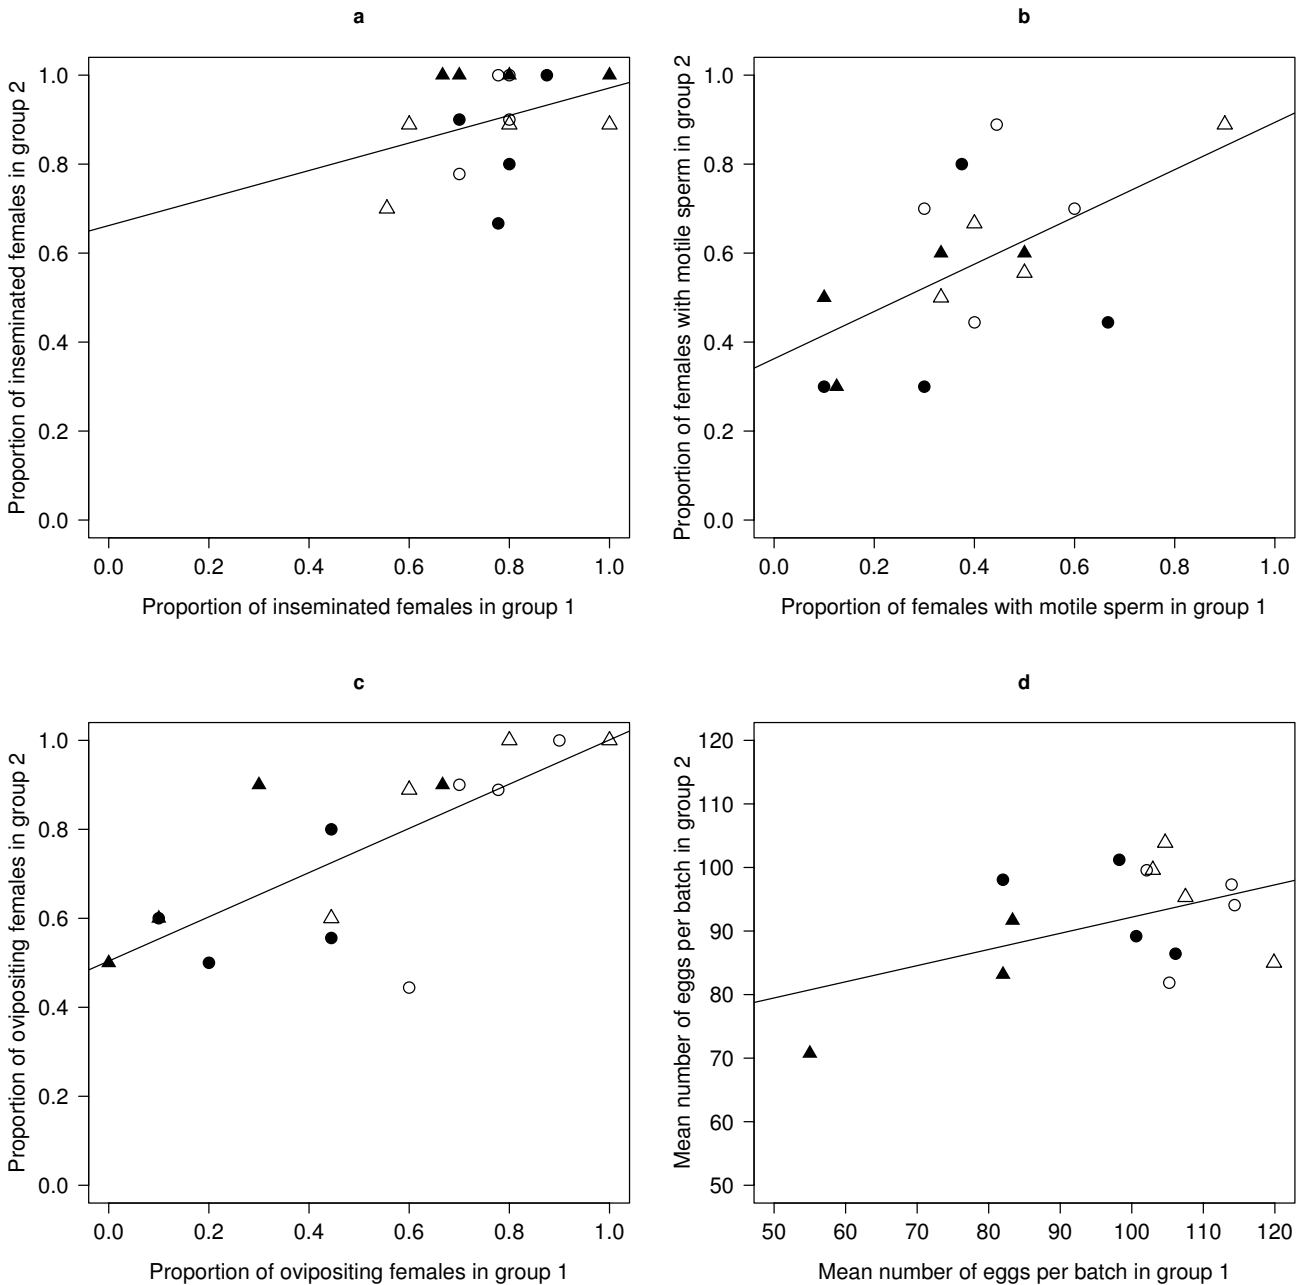 a
Proportion of inseminated females in group 2
1.0
0.8
0.6
0.4
0.2
0.0
0.0 0.2 0.4 0.6 0.8 1.0
Proportion of inseminated females in group 1
b
Proportion of females with motile sperm in group 2
1.0
0.8
0.6
0.4
0.2
0.0
0.0 0.2 0.4 0.6 0.8 1.0
Proportion of females with motile sperm in group 1
c
Proportion of ovipositing females in group 2
1.0
0.8
0.6
0.4
0.2
0.0
0.0 0.2 0.4 0.6 0.8 1.0
Proportion of ovipositing females in group 1
d
Mean number of eggs per batch in group 2
120
110
100
90
80
70
60
50
50 60 70 80 90 100 110 120
Mean number of eggs per batch in group 1